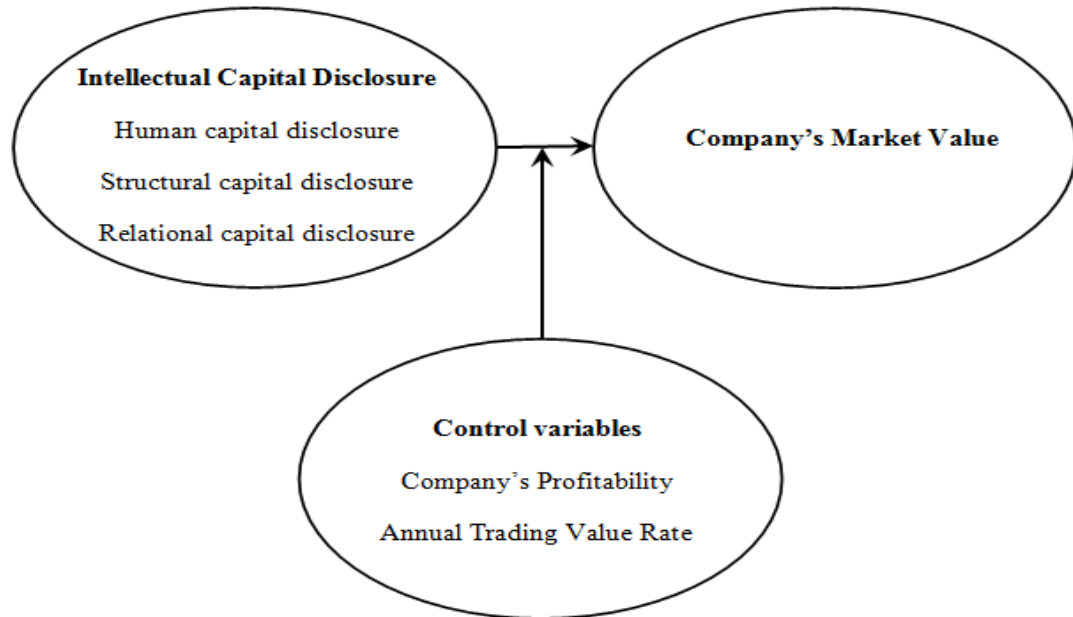 Intellectual Capital Disclosure
Human capital disclosure
Structural capital disclosure
Relational capital disclosure
Company’s Market Value
Control variables
Company’s Profitability
Annual Trading Value Rate